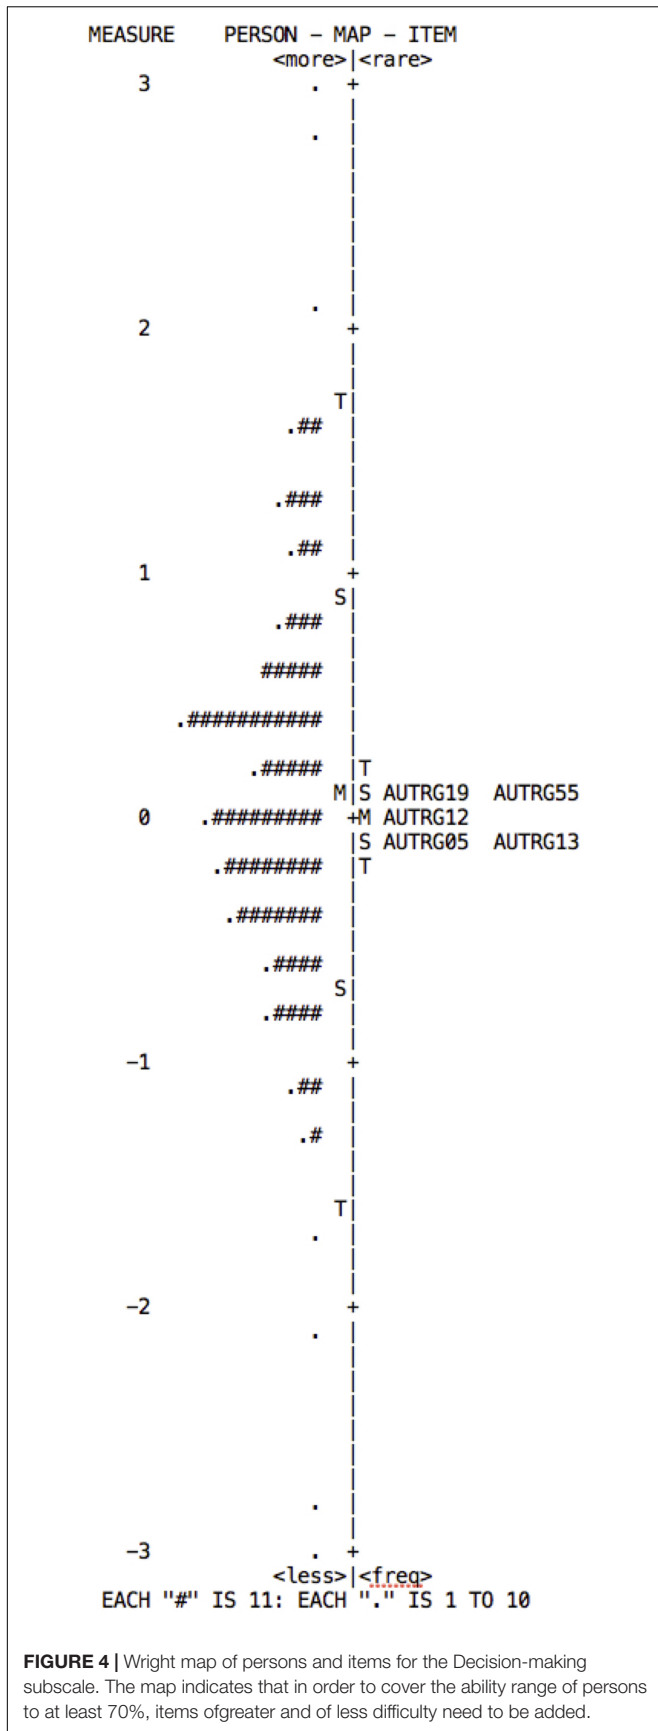 MEASURE PERSON – MAP – ITEM
<more>|<rare>
3 . +
|
. |
|
|
|
|
|
|
. |
2 +
|
|
T|
.## |
|
|
.### |
|
.## |
1 +
S|
.### |
|
##### |
|
.########### |
|
.##### |T
M|S AUTRG19 AUTRG55
0 .######### +M AUTRG12
|S AUTRG05 AUTRG13
.######## |T
|
.####### |
|
.#### |
S|
.#### |
|
−1 +
.## |
|
.# |
|
|
T|
. |
|
|
−2 +
. |
|
|
|
|
|
|
. |
|
−3 . +
<less>|<freq>
EACH "#" IS 11: EACH "." IS 1 TO 10
FIGURE 4 | Wright map of persons and items for the Decision-making
subscale. The map indicates that in order to cover the ability range of persons
to at least 70%, items ofgreater and of less difficulty need to be added.